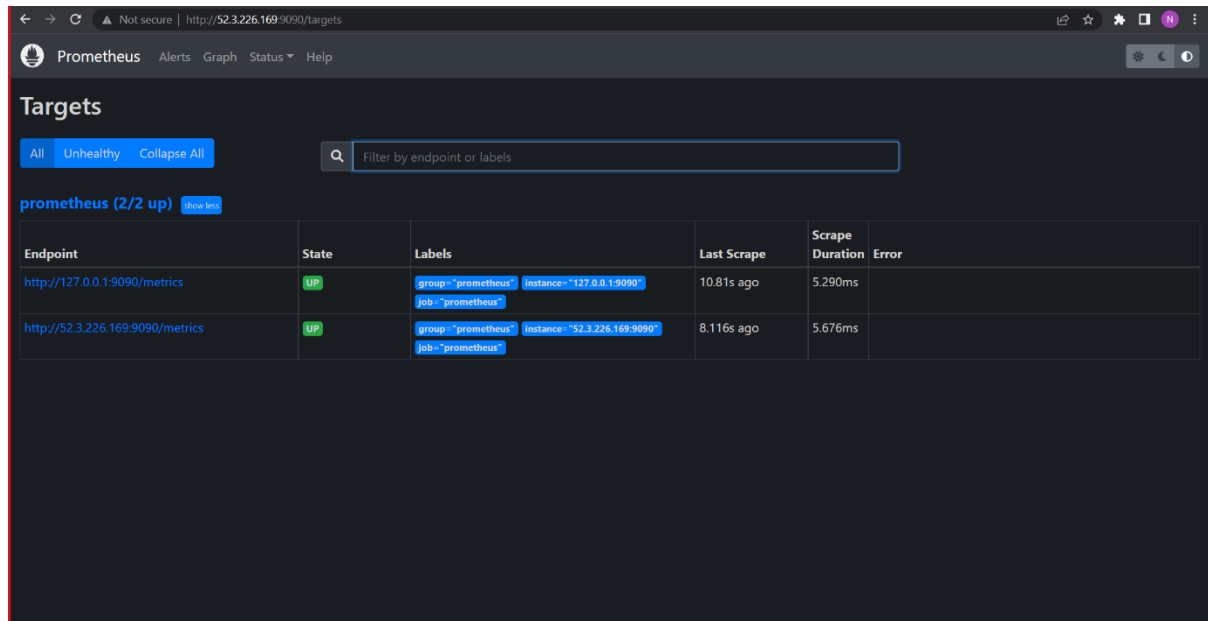 Not secure | http://52.3.226.169:9090/targets
N
Prometheus Alerts Graph Status Help
Targets
All Unhealthy Collapse All
Filter by endpoint or labels
prometheus (2/2 up) show less
Endpoint State Labels Last Scrape Scrape Duration Error
http://127.0.0.1:9090/metrics UP group="prometheus" instance="127.0.0.1:9090" 10.81s ago 5.290ms
job="prometheus"
http://52.3.226.169:9090/metrics UP group="prometheus" instance="52.3.226.169:9090" 8.116s ago 5.676ms
job="prometheus"